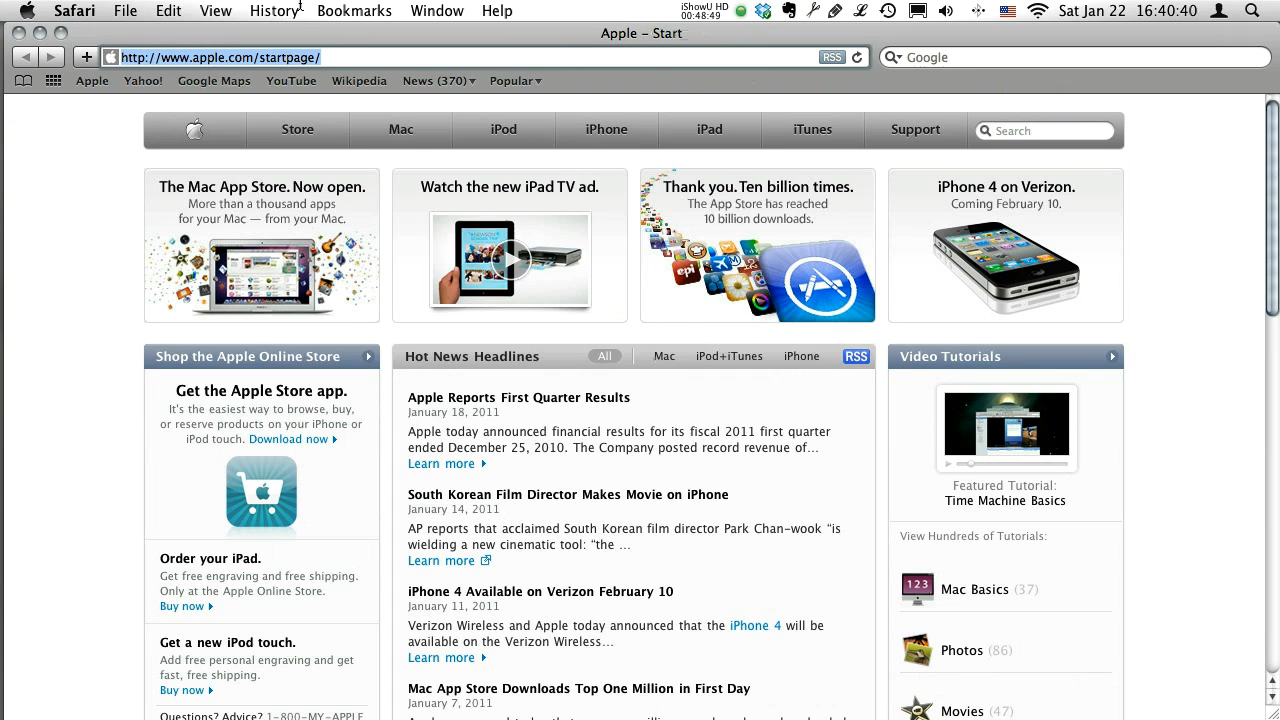 Safari File Edit View History Bookmarks Window Help iShowU HD 00:48:49 Sat Jan 22 16:40:40
Apple – Start
http://www.apple.com/startpage/ RSS Google
Apple Yahoo! Google Maps YouTube Wikipedia News (370) Popular
Store Mac iPod iPhone iPad iTunes Support Search
The Mac App Store. Now open.
More than a thousand apps
for your Mac — from your Mac.
Watch the new iPad TV ad.
Thank you. Ten billion times.
The App Store has reached
10 billion downloads.
epi
iPhone 4 on Verizon.
Coming February 10.
Shop the Apple Online Store
Get the Apple Store app.
It's the easiest way to browse, buy,
or reserve products on your iPhone or
iPod touch. Download now
Order your iPad.
Get free engraving and free shipping.
Only at the Apple Online Store.
Buy now
Get a new iPod touch.
Add free personal engraving and get
fast, free shipping.
Buy now
Questions? Advice? 1-800-MY-APPLE
Hot News Headlines All Mac iPod+iTunes iPhone RSS
Apple Reports First Quarter Results
January 18, 2011
Apple today announced financial results for its fiscal 2011 first quarter
ended December 25, 2010. The Company posted record revenue of...
Learn more
South Korean Film Director Makes Movie on iPhone
January 14, 2011
AP reports that acclaimed South Korean film director Park Chan-wook “is
wielding a new cinematic tool: “the ...
Learn more
iPhone 4 Available on Verizon February 10
January 11, 2011
Verizon Wireless and Apple today announced that the iPhone 4 will be
available on the Verizon Wireless...
Learn more
Mac App Store Downloads Top One Million in First Day
January 7, 2011
Video Tutorials
Featured Tutorial:
Time Machine Basics
View Hundreds of Tutorials:
123
Mac Basics (37)
Photos (86)
Movies (47)